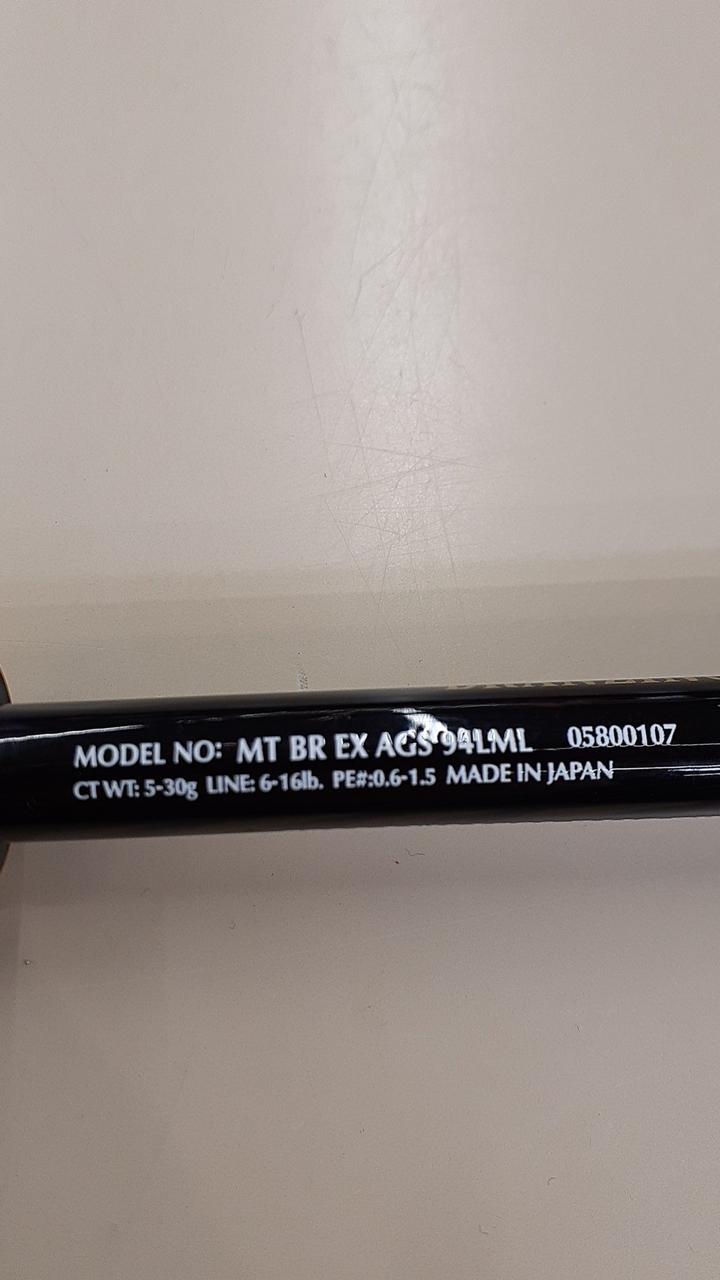 MODEL NO: MT BR EX AGS 94LML 05800107
CT WT: 5-30g LINE: 6-16lb. PE#:0.6-1.5 MADE IN JAPAN